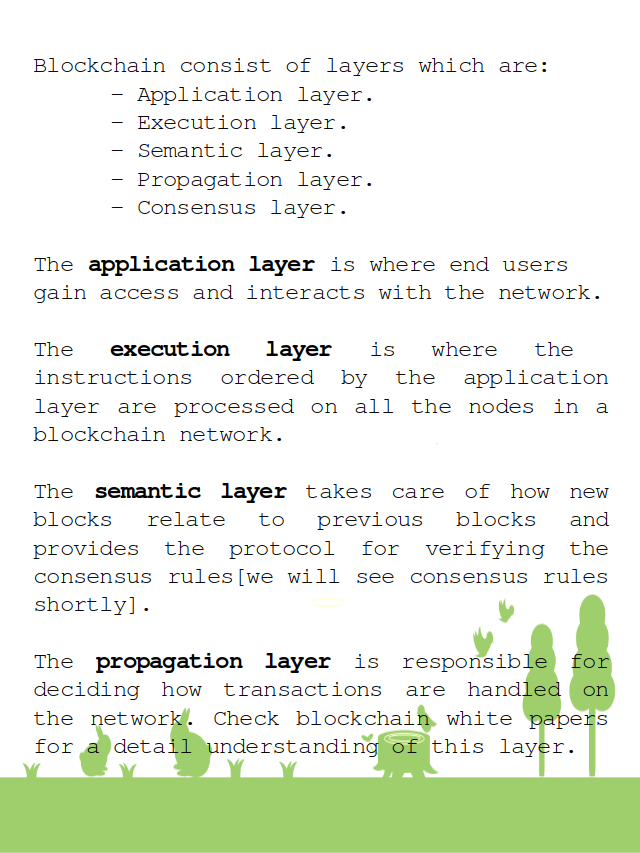 Blockchain consist of layers which are:
– Application layer.
– Execution layer.
– Semantic layer.
– Propagation layer.
– Consensus layer.
The application layer is where end users
gain access and interacts with the network.
The execution layer is where the
instructions ordered by the application
layer are processed on all the nodes in a
blockchain network.
The semantic layer takes care of how new
blocks relate to previous blocks and
provides the protocol for verifying the
consensus rules[we will see consensus rules
shortly].
The propagation layer is responsible for
deciding how transactions are handled on
the network. Check blockchain white papers
for a detail understanding of this layer.